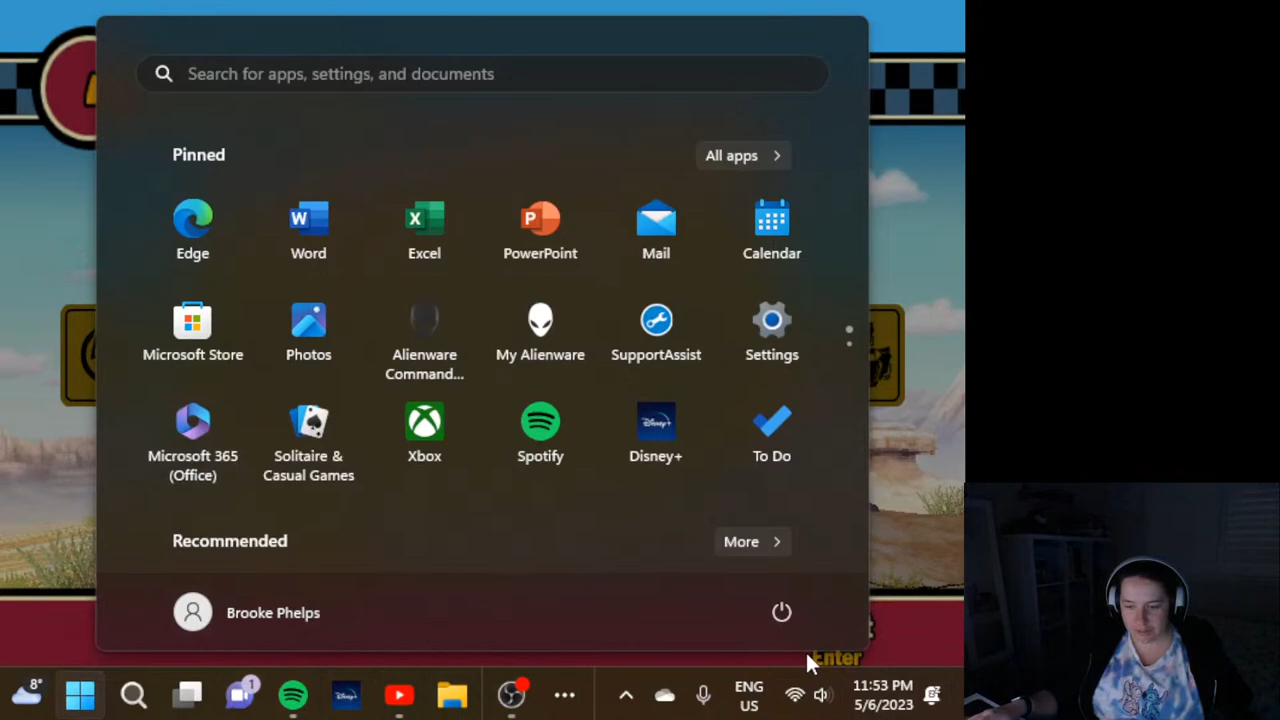 Search for apps, settings, and documents
Pinned
All apps
Edge
Word
Excel
PowerPoint
Mail
Calendar
Microsoft Store
Photos
Alienware
Command...
My Alienware
SupportAssist
Settings
Microsoft 365
(Office)
Solitaire &
Casual Games
Xbox
Spotify
Disney+
To Do
Recommended
More
Brooke Phelps
Enter
8°
1
ENG
US
11:53 PM
5/6/2023